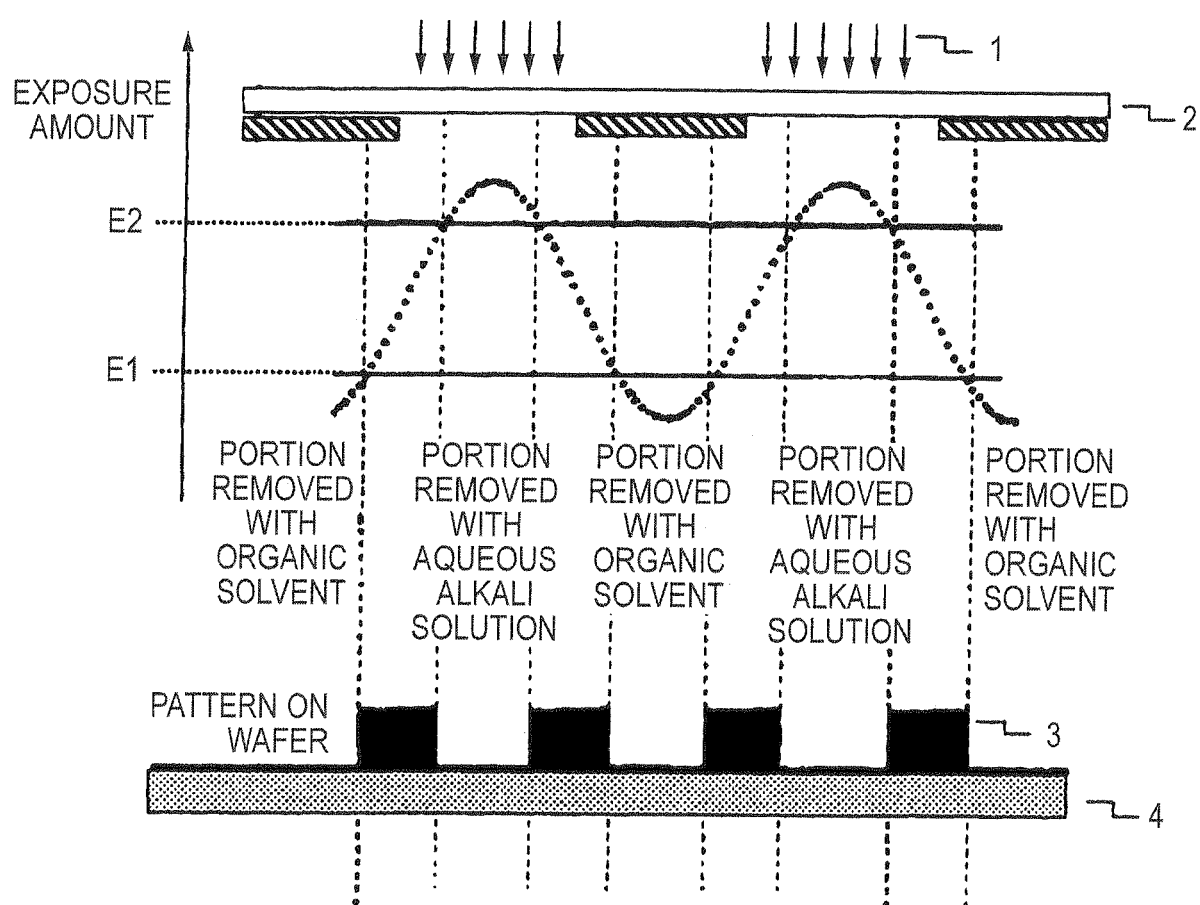 1
EXPOSURE
AMOUNT
2
E2
E1
PORTION
REMOVED
WITH
ORGANIC
SOLVENT
PORTION
REMOVED
WITH
AQUEOUS
ALKALI
SOLUTION
PORTION
REMOVED
WITH
ORGANIC
SOLVENT
PORTION
REMOVED
WITH
AQUEOUS
ALKALI
SOLUTION
PORTION
REMOVED
WITH
ORGANIC
SOLVENT
PATTERN ON
WAFER
3
4